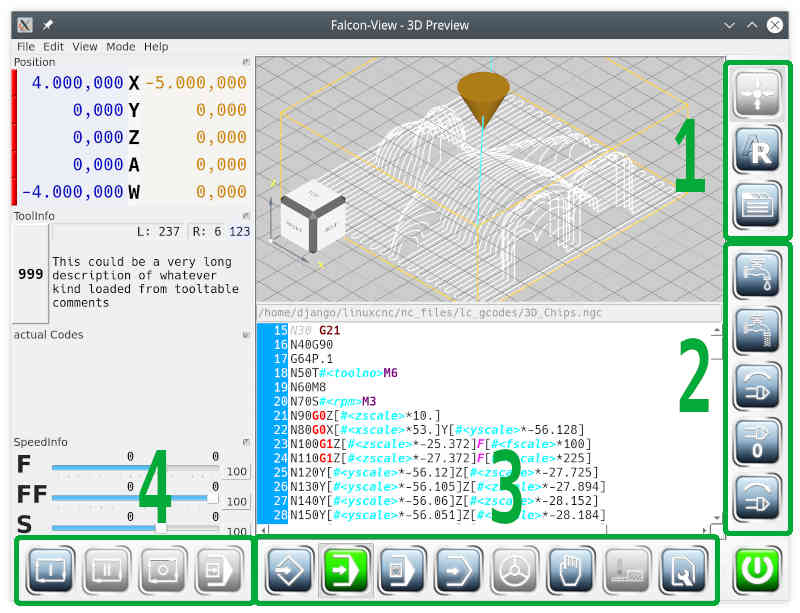 Falcon-View - 3D Preview
File Edit View Mode Help
Position
4.000,000 X -5.000,000
0,000 Y 0,000
0,000 Z 0,000
0,000 A 0,000
-4.000,000 W 0,000
ToolInfo
L: 237 R: 6 123
999
This could be a very long
description of whatever
kind loaded from tooltable
comments
actual Codes
SpeedInfo
F 0 0 100
FF 0 0 100
S 0 0 100
TOP
X
1
/home/django/linuxcnc/nc_files/lc_gcodes/3D_Chips.ngc
15 N30 G21
16 N40G90
17 G64P.1
18 N50T#<toolno>M6
19 N60M8
20 N70S#<rpm>M3
21 N90G0Z[#<zscale>*10.]
22 N80G0X[#<xscale>*53.]Y[#<yscale>*-56.128]
23 N100G1Z[#<zscale>*-25.372]F[#<fscale>*100]
24 N110G1Z[#<zscale>*-27.372]F[#<fscale>*225]
25 N120Y[#<yscale>*-56.12]Z[#<zscale>*-27.725]
26 N130Y[#<yscale>*-56.105]Z[#<zscale>*-27.894]
27 N140Y[#<yscale>*-56.06]Z[#<zscale>*-28.152]
28 N150Y[#<yscale>*-56.051]Z[#<zscale>*-28.184]
2
3
4
AR
0
I
II